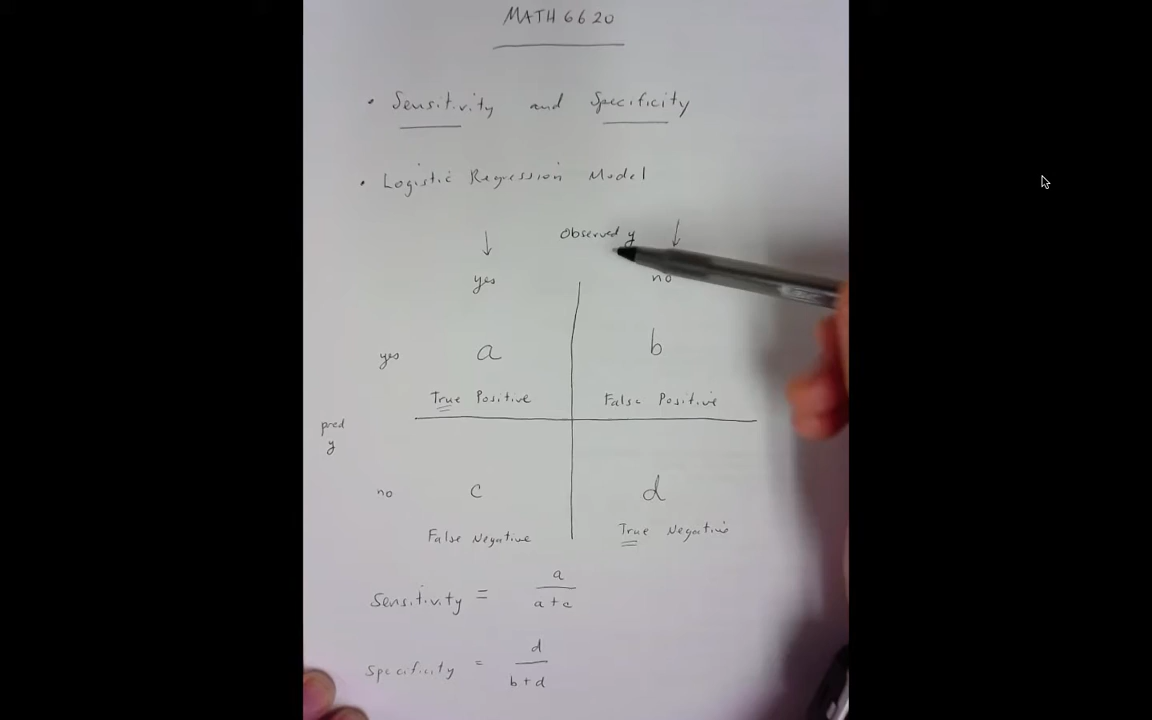 MATH 6620
• Sensitivity and Specificity
• Logistic Regression Model
Observed y
yes no
yes a b
True Positive False Positive
pred
y
no c d
False Negative True Negative
Sensitivity = a
a + c
Specificity = d
b + d